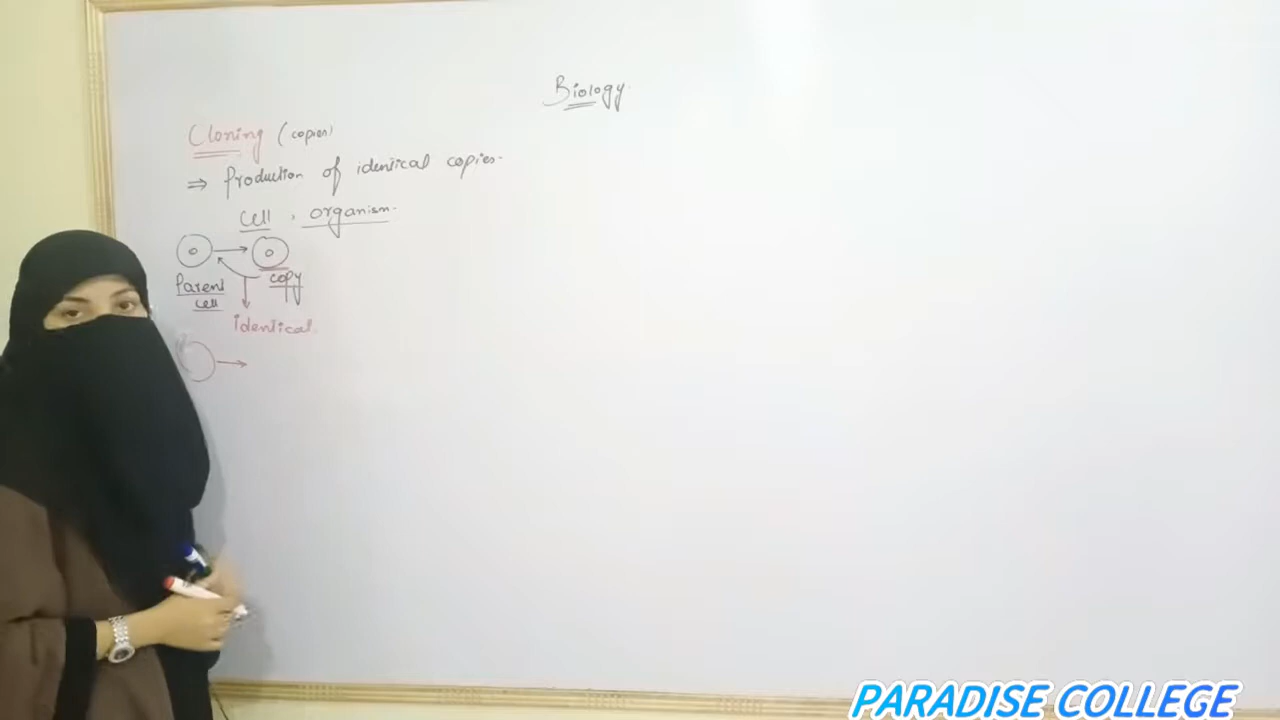 Biology
Cloning (copies)
⇒ Production of identical copies.
Cell , organism.
Parent copy
cell
identical
PARADISE COLLEGE